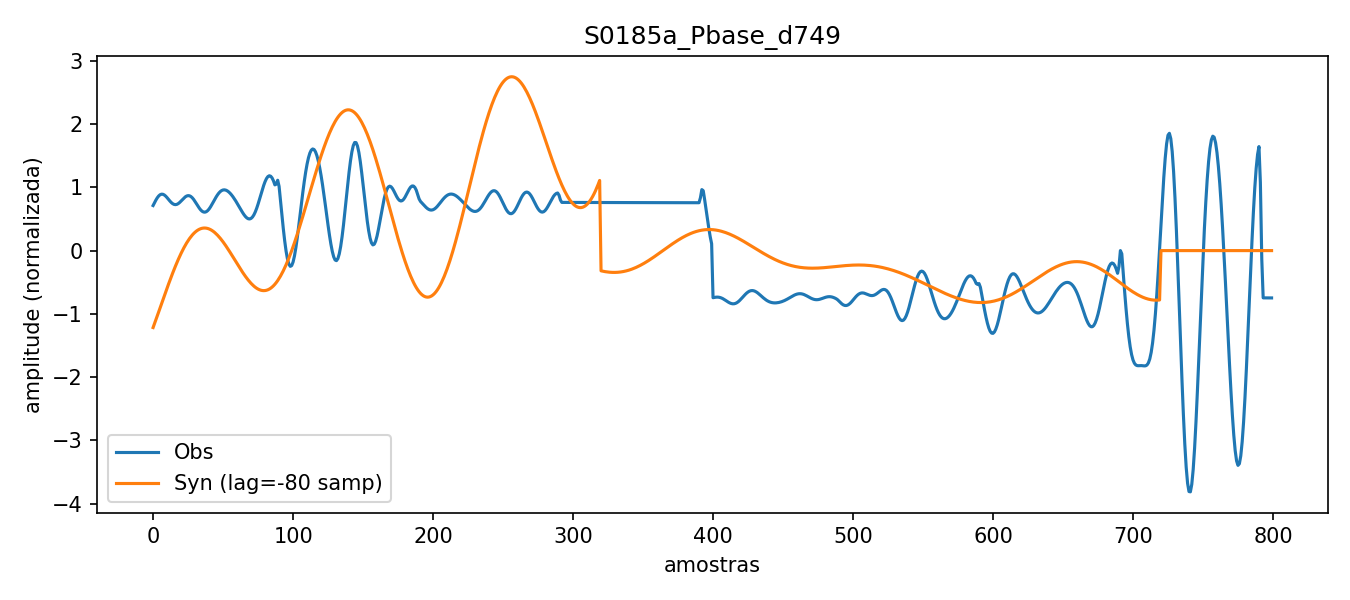 S0185a_Pbase_d749
amplitude (normalizada)
3
2
1
0
−1
−2
−3
−4
Obs
Syn (lag=-80 samp)
0 100 200 300 400 500 600 700 800
amostras